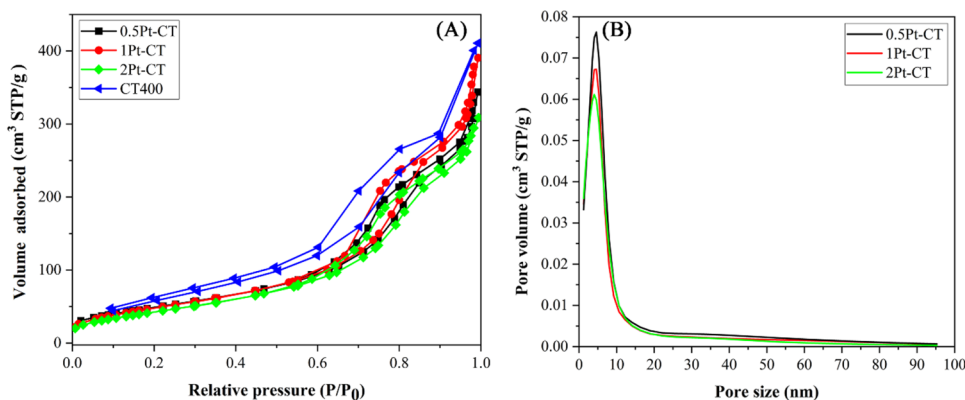 (A)
0.5Pt-CT
1Pt-CT
2Pt-CT
CT400
Volume adsorbed (cm³ STP/g)
400
300
200
100
0
0.0 0.2 0.4 0.6 0.8 1.0
Relative pressure (P/P₀)
(B)
0.5Pt-CT
1Pt-CT
2Pt-CT
Pore volume (cm³ STP/g )
0.08
0.07
0.06
0.05
0.04
0.03
0.02
0.01
0.00
0 10 20 30 40 50 60 70 80 90 100
Pore size (nm)